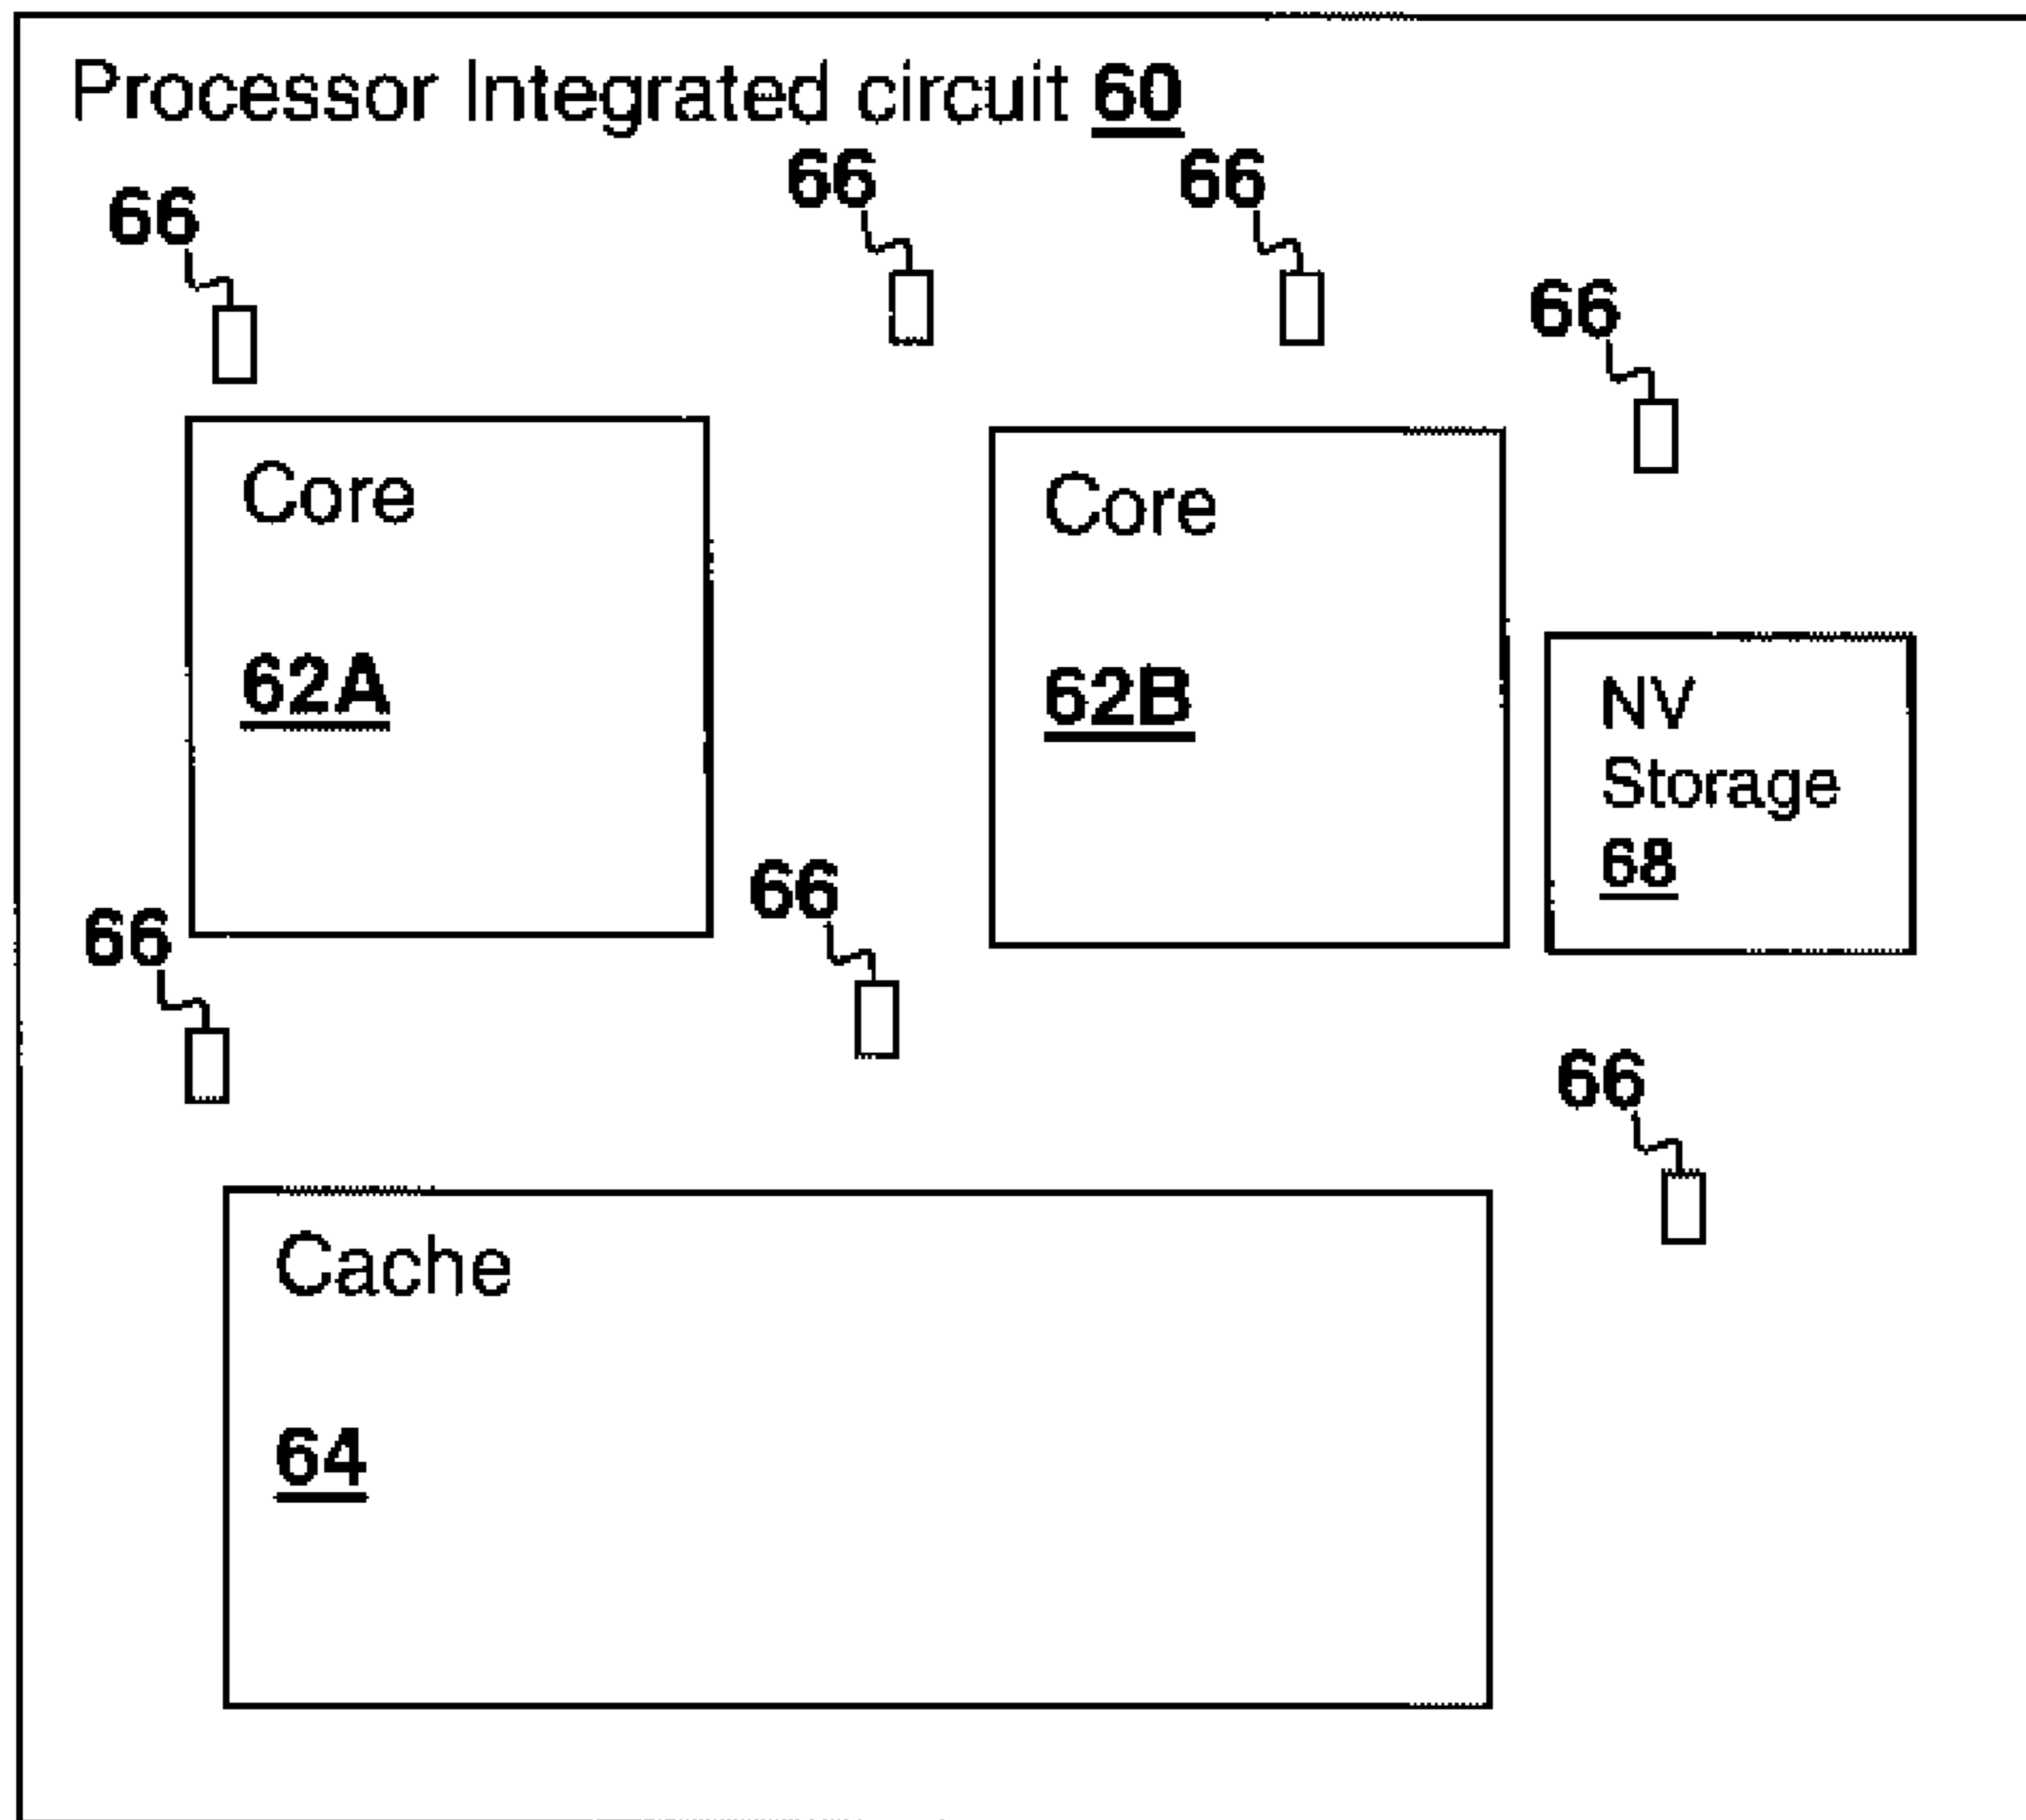 Processor Integrated circuit 60
66
66
66
66
Core
62A
Core
62B
NV
Storage
68
66
66
66
Cache
64